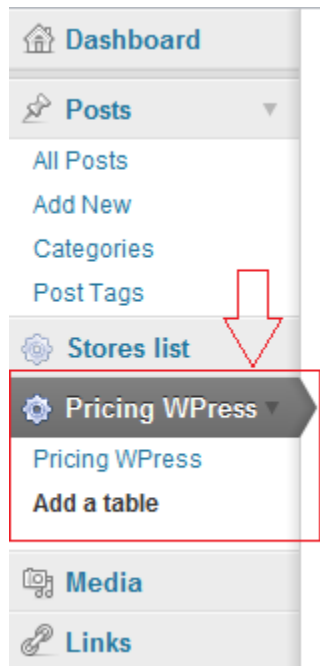 Dashboard
Posts
All Posts
Add New
Categories
Post Tags
Stores list
Pricing WPress
Pricing WPress
Add a table
Media
Links